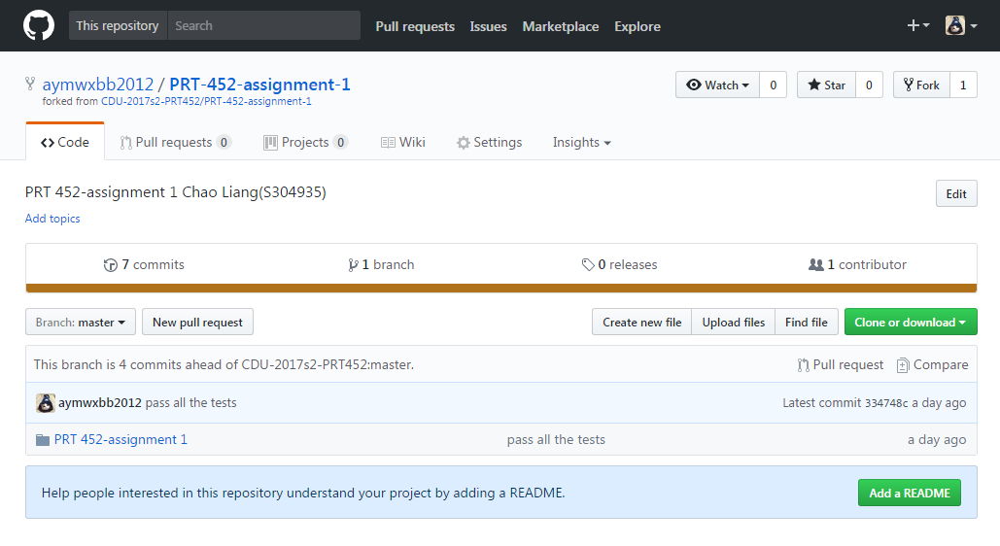 This repository Search Pull requests Issues Marketplace Explore
aymwxbb2012 / PRT-452-assignment-1 Watch 0 Star 0 Fork 1
forked from CDU-2017s2-PRT452/PRT-452-assignment-1
Code Pull requests 0 Projects 0 Wiki Settings Insights
PRT 452-assignment 1 Chao Liang(S304935) Edit
Add topics
7 commits 1 branch 0 releases 1 contributor
Branch: master New pull request Create new file Upload files Find file Clone or download
This branch is 4 commits ahead of CDU-2017s2-PRT452:master. Pull request Compare
aymwxbb2012 pass all the tests Latest commit 334748c a day ago
PRT 452-assignment 1 pass all the tests a day ago
Help people interested in this repository understand your project by adding a README. Add a README